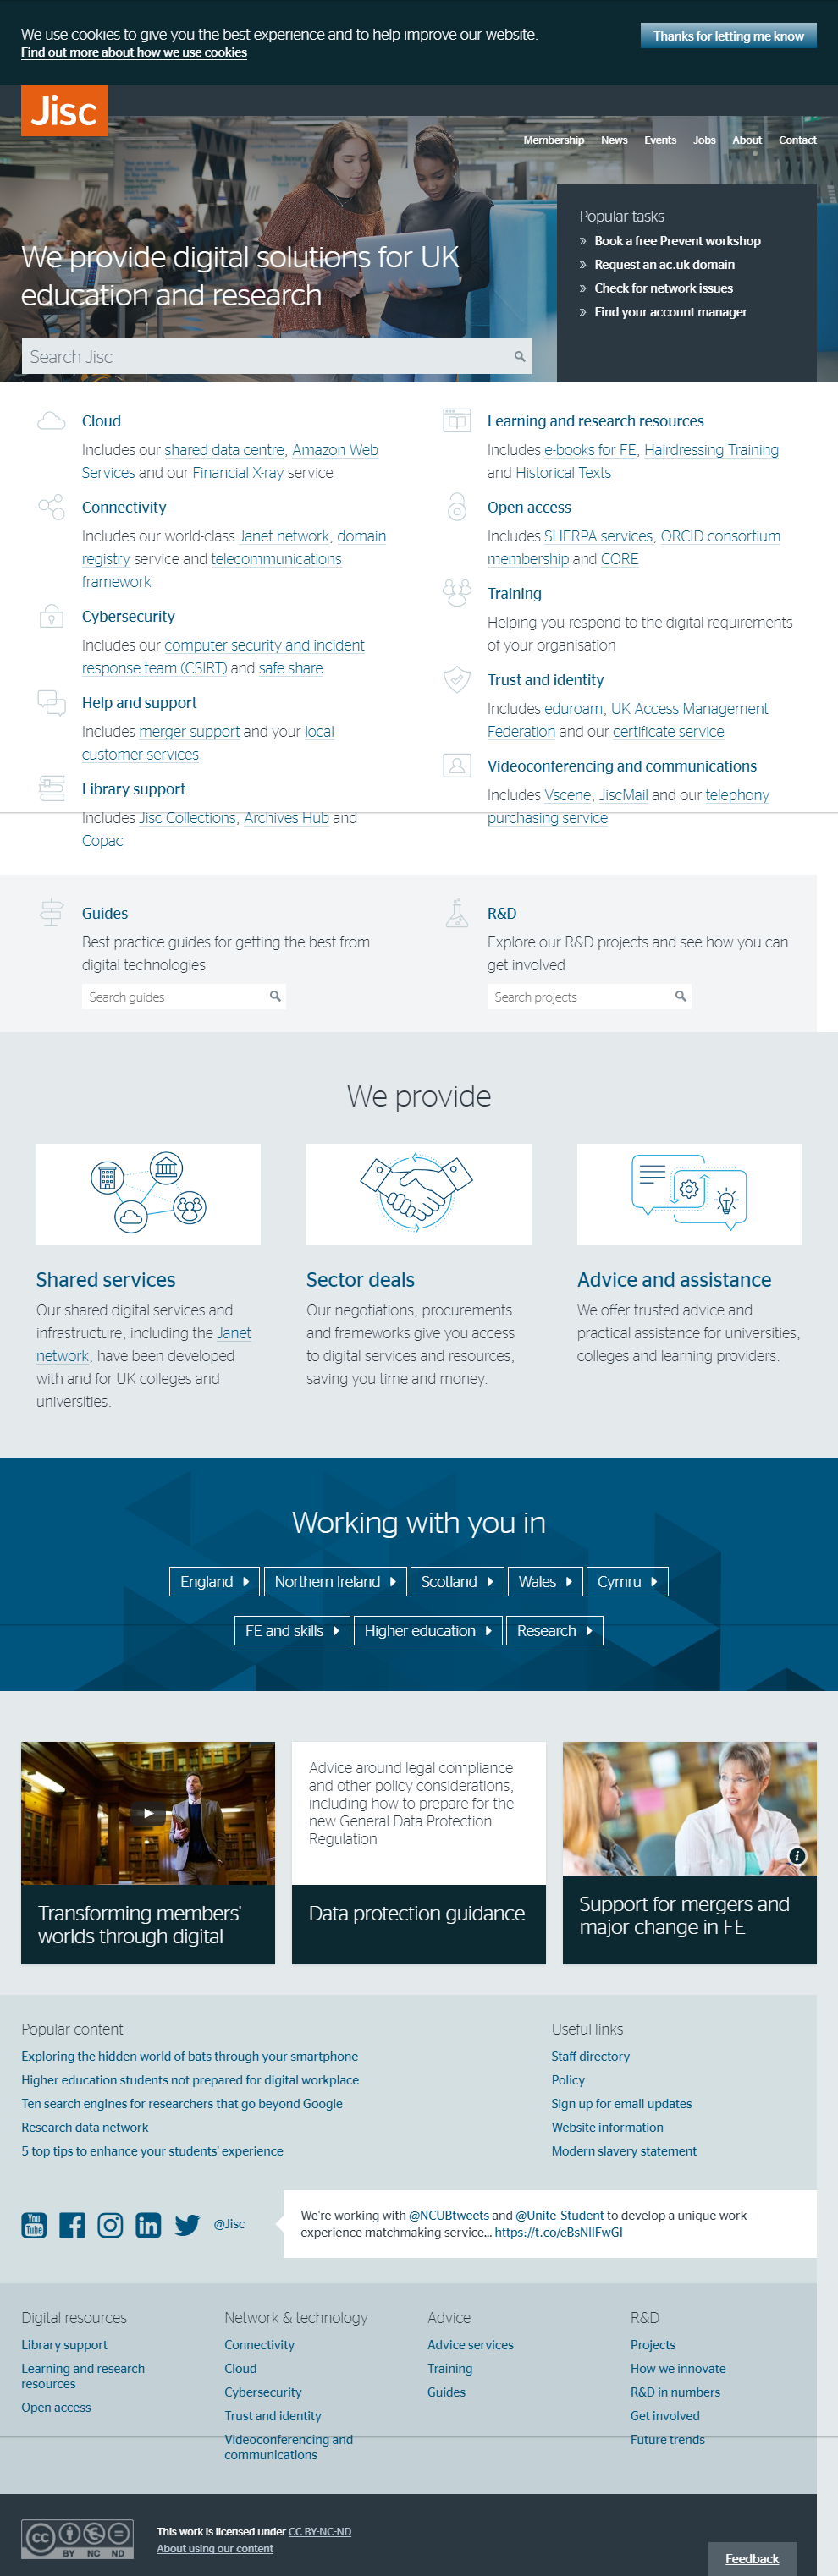 We use cookies to give you the best experience and to help improve our website.
Find out more about how we use cookies
Thanks for letting me know
Jisc
Membership News Events Jobs About Contact
We provide digital solutions for UK
education and research
Search Jisc
Popular tasks
» Book a free Prevent workshop
» Request an ac.uk domain
» Check for network issues
» Find your account manager
Cloud
Includes our shared data centre, Amazon Web
Services and our Financial X-ray service
Connectivity
Includes our world-class Janet network, domain
registry service and telecommunications
framework
Cybersecurity
Includes our computer security and incident
response team (CSIRT) and safe share
Help and support
Includes merger support and your local
customer services
Library support
Includes Jisc Collections, Archives Hub and
Copac
Learning and research resources
Includes e-books for FE, Hairdressing Training
and Historical Texts
Open access
Includes SHERPA services, ORCID consortium
membership and CORE
Training
Helping you respond to the digital requirements
of your organisation
Trust and identity
Includes eduroam, UK Access Management
Federation and our certificate service
Videoconferencing and communications
Includes Vscene, JiscMail and our telephony
purchasing service
Guides
Best practice guides for getting the best from
digital technologies
Search guides
R&D
Explore our R&D projects and see how you can
get involved
Search projects
We provide
Shared services
Our shared digital services and
infrastructure, including the Janet
network, have been developed
with and for UK colleges and
universities.
Sector deals
Our negotiations, procurements
and frameworks give you access
to digital services and resources,
saving you time and money.
Advice and assistance
We offer trusted advice and
practical assistance for universities,
colleges and learning providers.
Working with you in
England Northern Ireland Scotland Wales Cymru
FE and skills Higher education Research
Transforming members'
worlds through digital
Advice around legal compliance
and other policy considerations,
including how to prepare for the
new General Data Protection
Regulation
Data protection guidance
i
Support for mergers and
major change in FE
Popular content
Exploring the hidden world of bats through your smartphone
Higher education students not prepared for digital workplace
Ten search engines for researchers that go beyond Google
Research data network
5 top tips to enhance your students' experience
Useful links
Staff directory
Policy
Sign up for email updates
Website information
Modern slavery statement
You
Tube
in
@Jisc
We're working with @NCUBtweets and @Unite_Student to develop a unique work
experience matchmaking service... https://t.co/eBsNllFwGI
Digital resources
Library support
Learning and research
resources
Open access
Network & technology
Connectivity
Cloud
Cybersecurity
Trust and identity
Videoconferencing and
communications
Advice
Advice services
Training
Guides
R&D
Projects
How we innovate
R&D in numbers
Get involved
Future trends
cc
BY NC ND
This work is licensed under CC BY-NC-ND
About using our content
Feedback